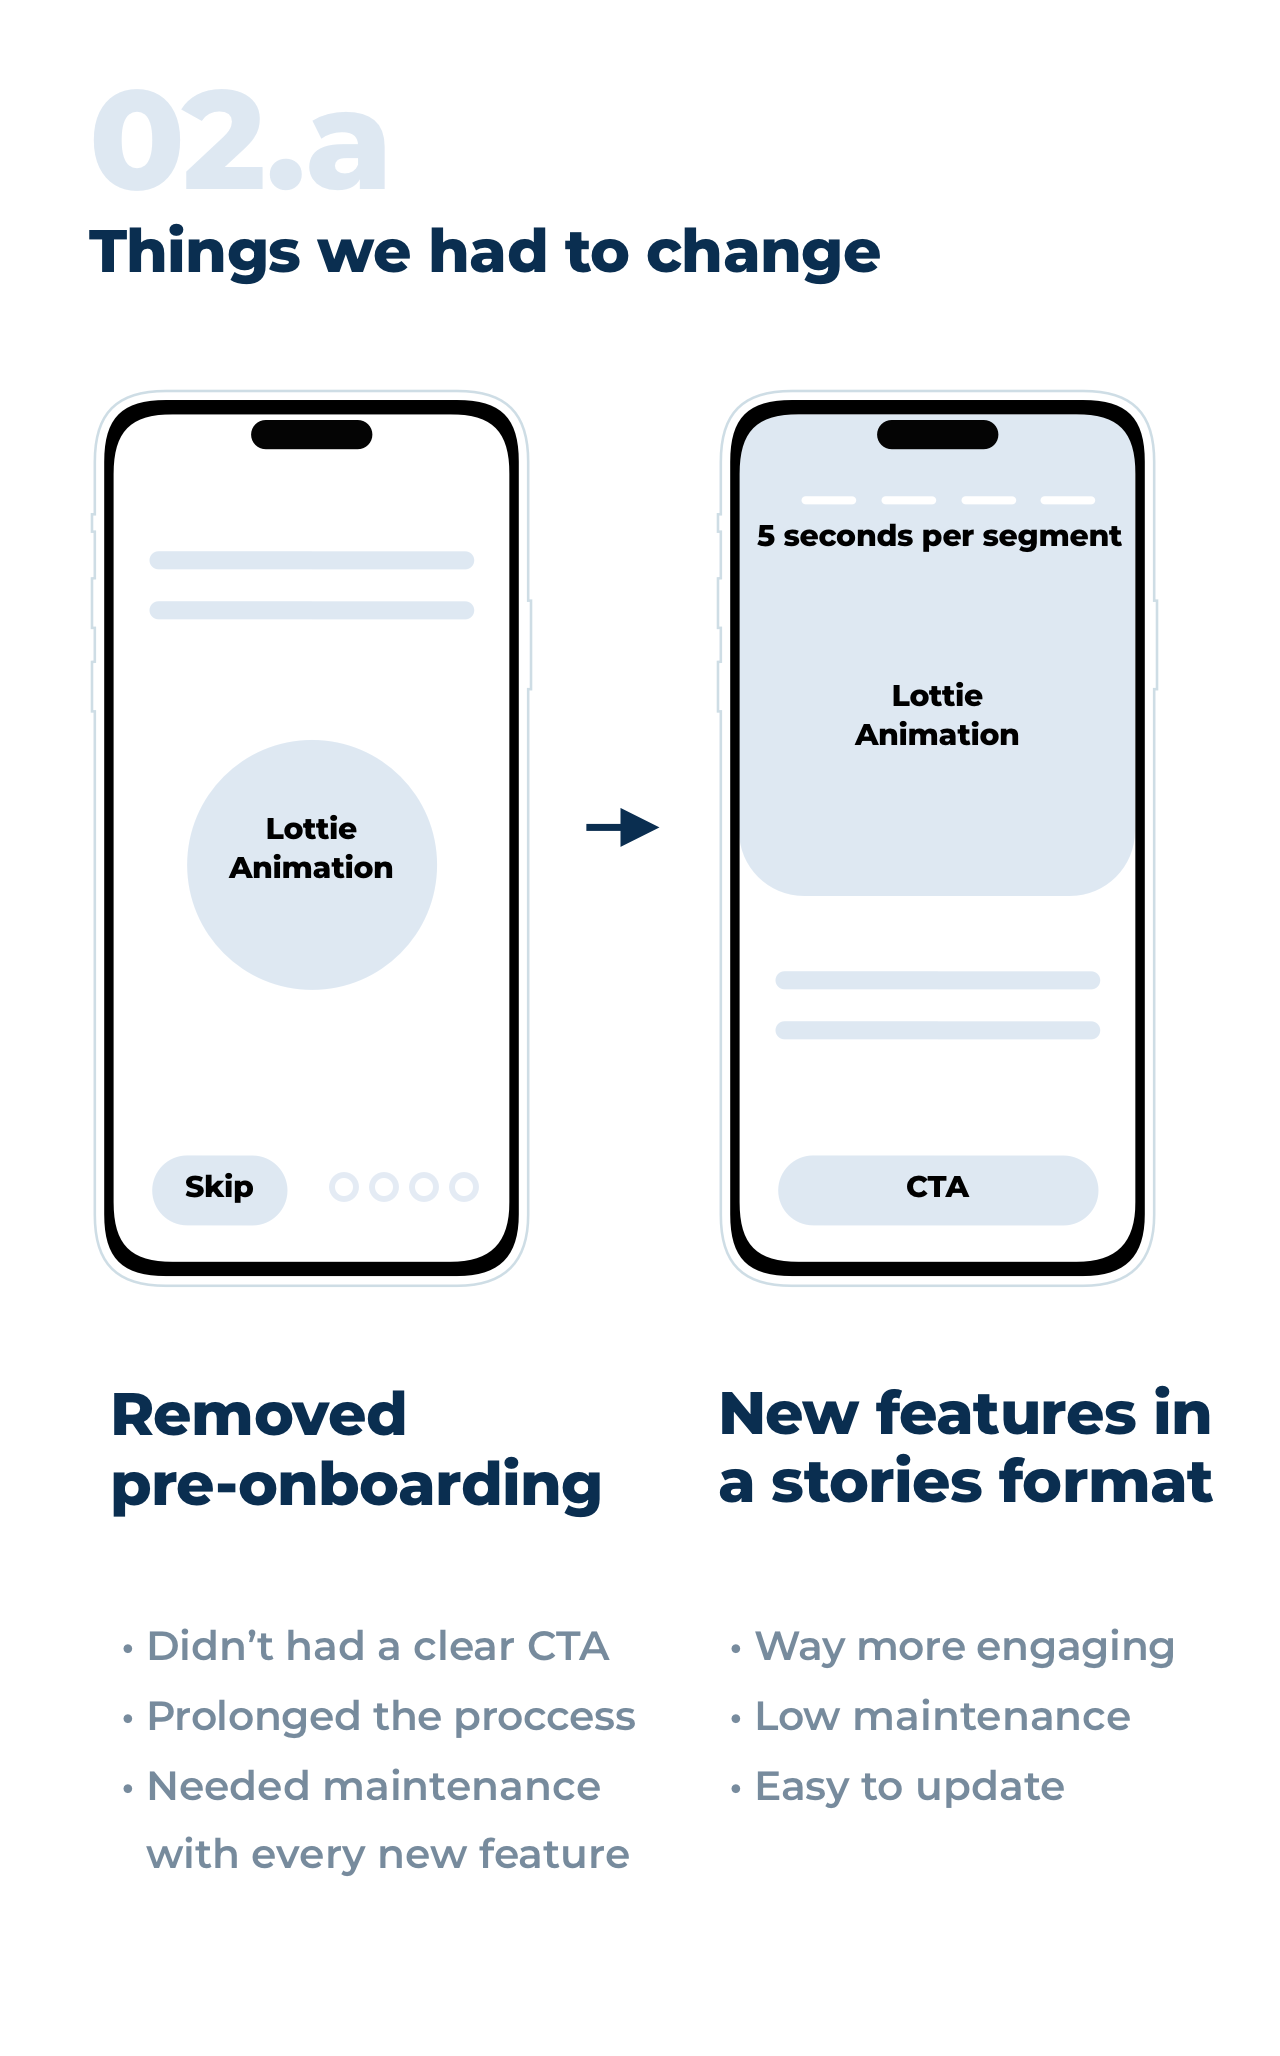 02.a
Things we had to change
5 seconds per segment
Lottie
Animation
Lottie
Animation
Skip
CTA
Removed
pre-onboarding
New features in
a stories format
• Didn’t had a clear CTA
• Prolonged the proccess
• Needed maintenance
with every new feature
• Way more engaging
• Low maintenance
• Easy to update